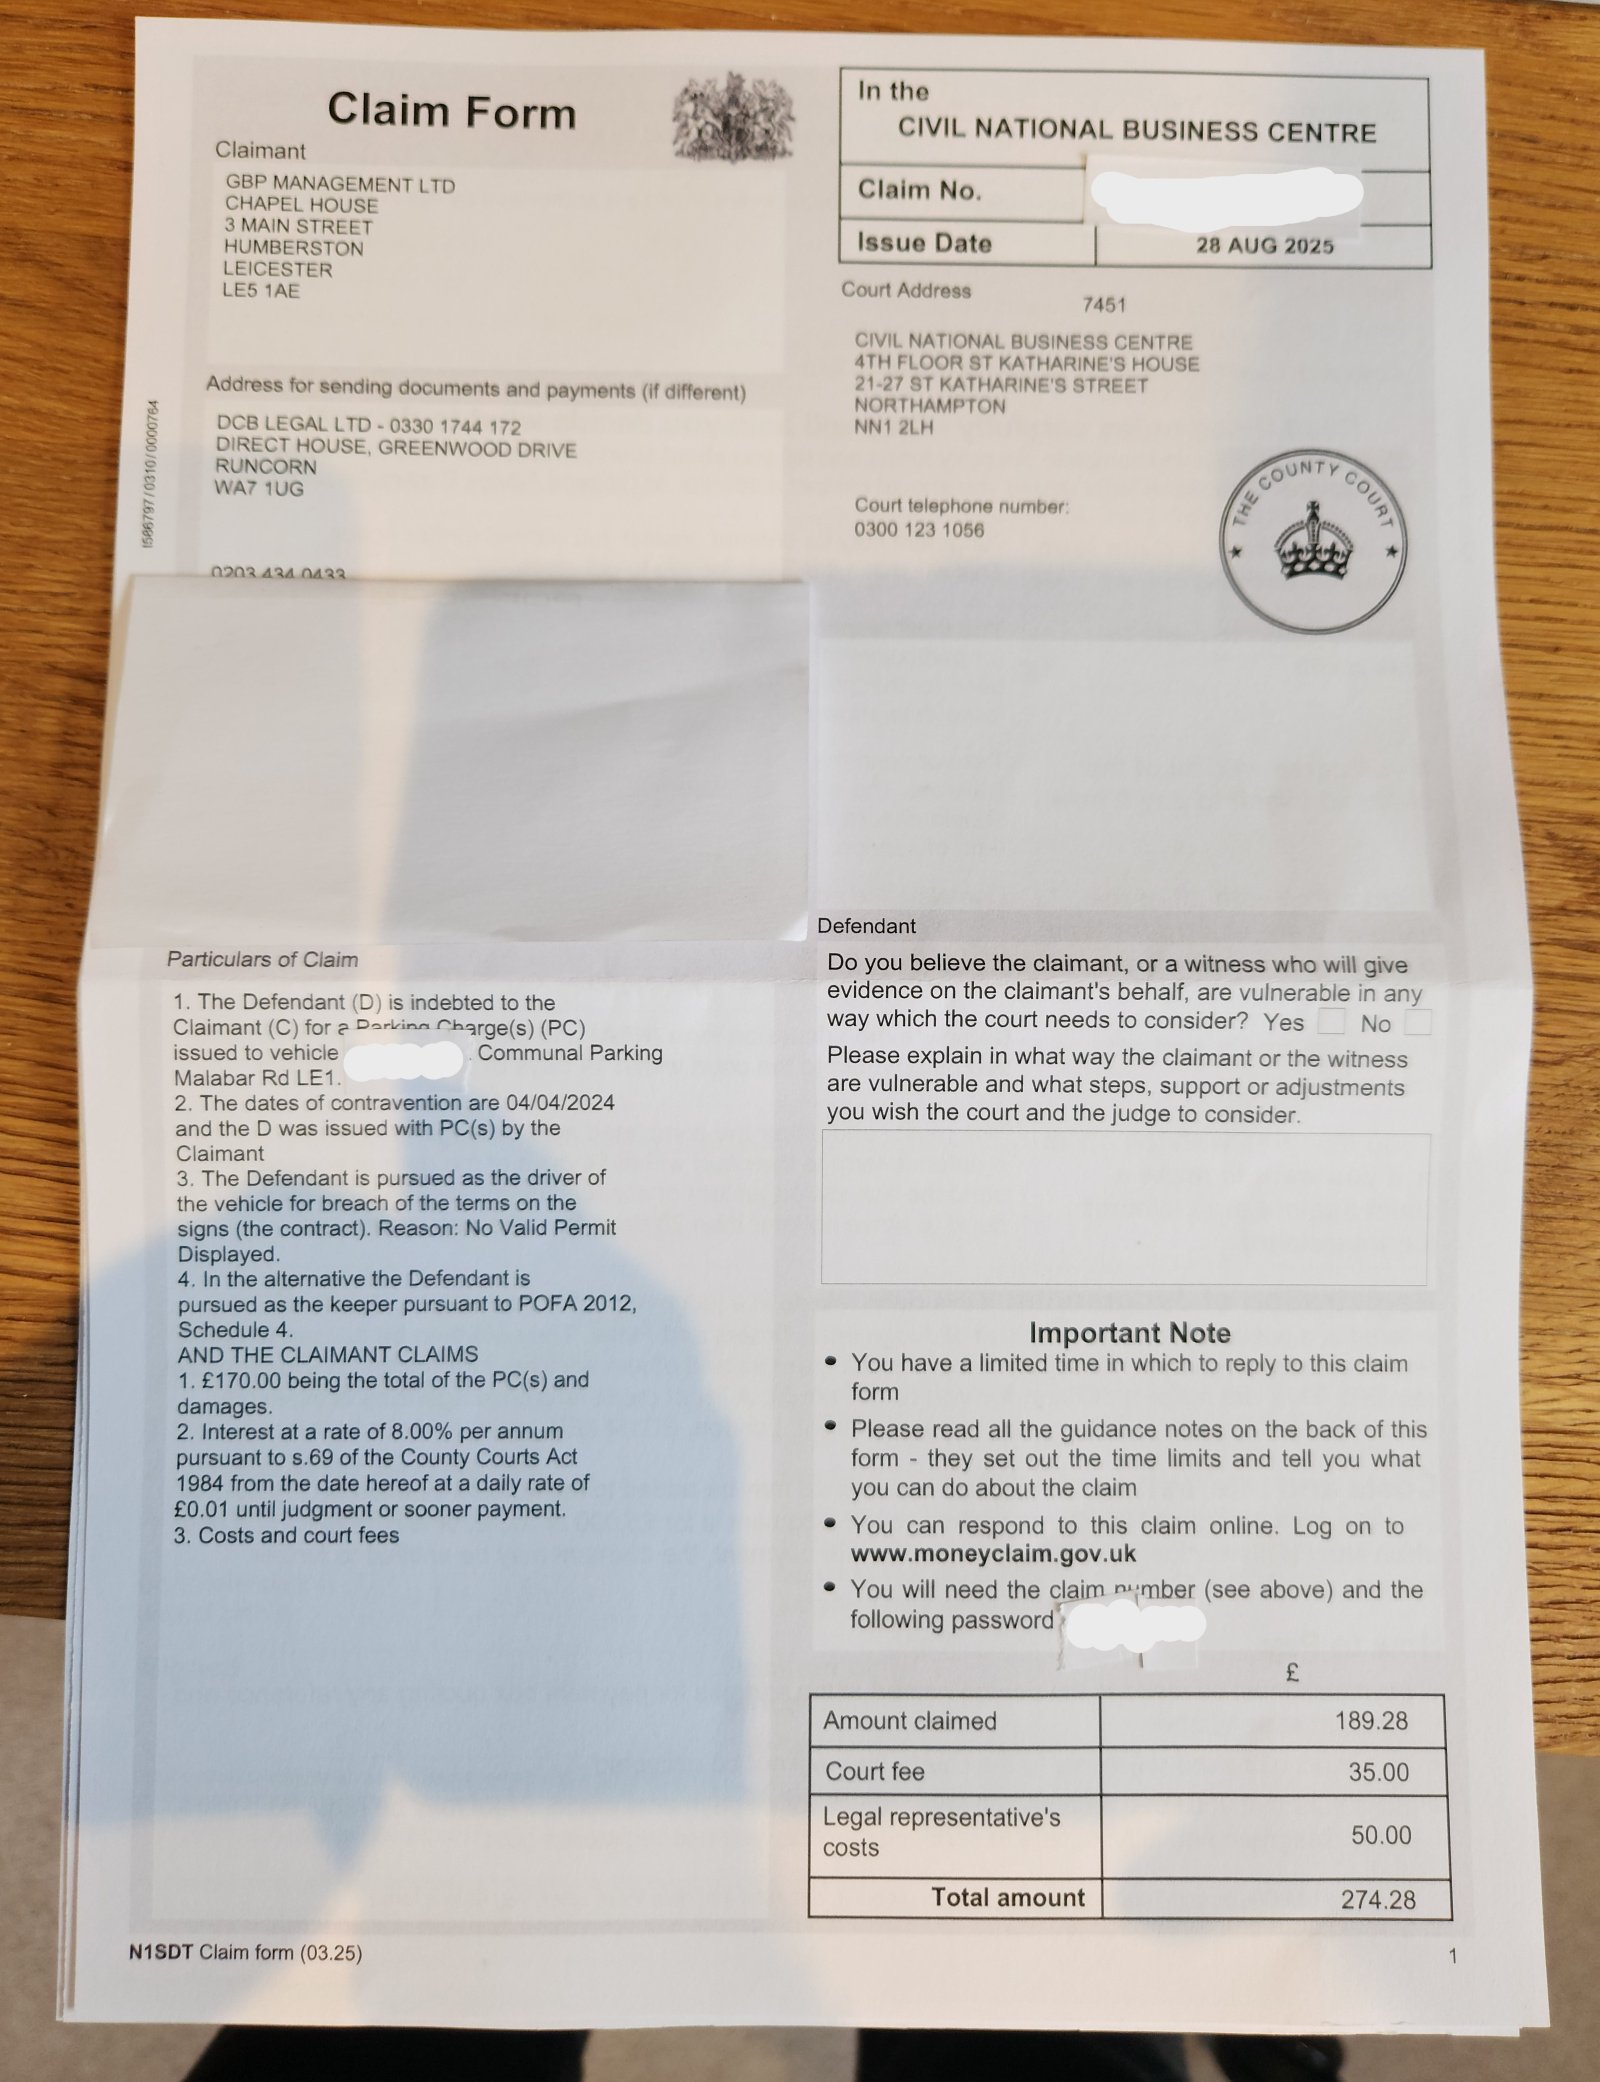 Claim Form
Claimant
GBP MANAGEMENT LTD
CHAPEL HOUSE
3 MAIN STREET
HUMBERSTON
LEICESTER
LE5 1AE
Address for sending documents and payments (if different)
DCB LEGAL LTD - 0330 1744 172
DIRECT HOUSE, GREENWOOD DRIVE
RUNCORN
WA7 1UG
0203 434 0433
I586797/0310/0000764
In the
CIVIL NATIONAL BUSINESS CENTRE
Claim No.
Issue Date 28 AUG 2025
Court Address
7451
CIVIL NATIONAL BUSINESS CENTRE
4TH FLOOR ST KATHARINE'S HOUSE
21-27 ST KATHARINE'S STREET
NORTHAMPTON
NN1 2LH
Court telephone number:
0300 123 1056
THE COUNTY COURT
Particulars of Claim
1. The Defendant (D) is indebted to the
Claimant (C) for a Parking Charge(s) (PC)
issued to vehicle . Communal Parking
Malabar Rd LE1.
2. The dates of contravention are 04/04/2024
and the D was issued with PC(s) by the
Claimant
3. The Defendant is pursued as the driver of
the vehicle for breach of the terms on the
signs (the contract). Reason: No Valid Permit
Displayed.
4. In the alternative the Defendant is
pursued as the keeper pursuant to POFA 2012,
Schedule 4.
AND THE CLAIMANT CLAIMS
1. £170.00 being the total of the PC(s) and
damages.
2. Interest at a rate of 8.00% per annum
pursuant to s.69 of the County Courts Act
1984 from the date hereof at a daily rate of
£0.01 until judgment or sooner payment.
3. Costs and court fees
Defendant
Do you believe the claimant, or a witness who will give
evidence on the claimant's behalf, are vulnerable in any
way which the court needs to consider? Yes No
Please explain in what way the claimant or the witness
are vulnerable and what steps, support or adjustments
you wish the court and the judge to consider.
Important Note
• You have a limited time in which to reply to this claim
form
• Please read all the guidance notes on the back of this
form - they set out the time limits and tell you what
you can do about the claim
• You can respond to this claim online. Log on to
www.moneyclaim.gov.uk
• You will need the claim number (see above) and the
following password
£
Amount claimed 189.28
Court fee 35.00
Legal representative's
costs 50.00
Total amount 274.28
N1SDT Claim form (03.25)
1